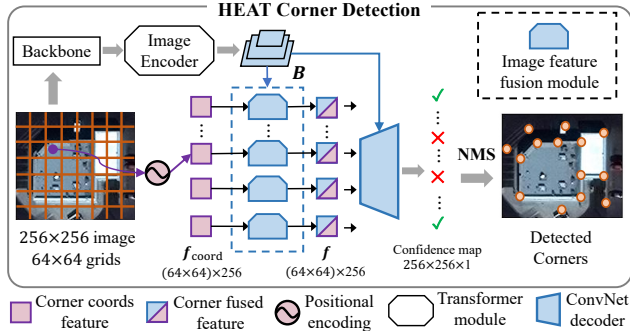 HEAT Corner Detection
Backbone
Image
Encoder
B
Image feature
fusion module
NMS
256×256 image
64×64 grids
f_coord
(64×64)×256
f
(64×64)×256
Confidence map
256×256×1
Detected
Corners
Corner coords
feature
Corner fused
feature
Positional
encoding
Transformer
module
ConvNet
decoder